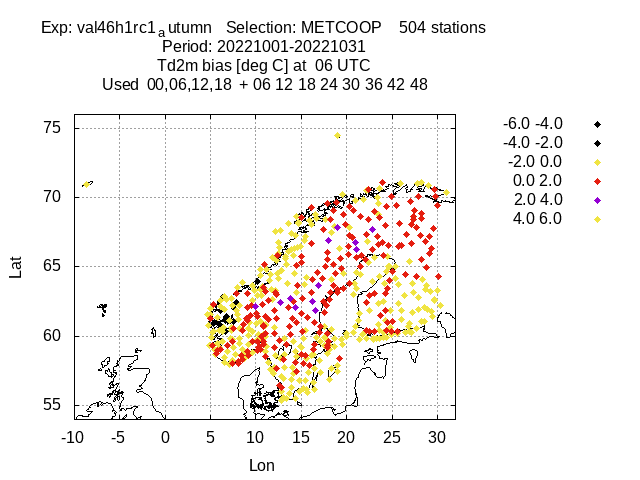 Exp: val46h1rc1autumn   Selection: METCOOP    504 stations
Period: 20221001-20221031
Td2m bias [deg C] at  06 UTC
Used  00,06,12,18  + 06 12 18 24 30 36 42 48
-6.0 -4.0
-4.0 -2.0
-2.0 0.0
0.0 2.0
2.0 4.0
4.0 6.0
75
70
65
60
55
Lat
-10 -5 0 5 10 15 20 25 30
Lon